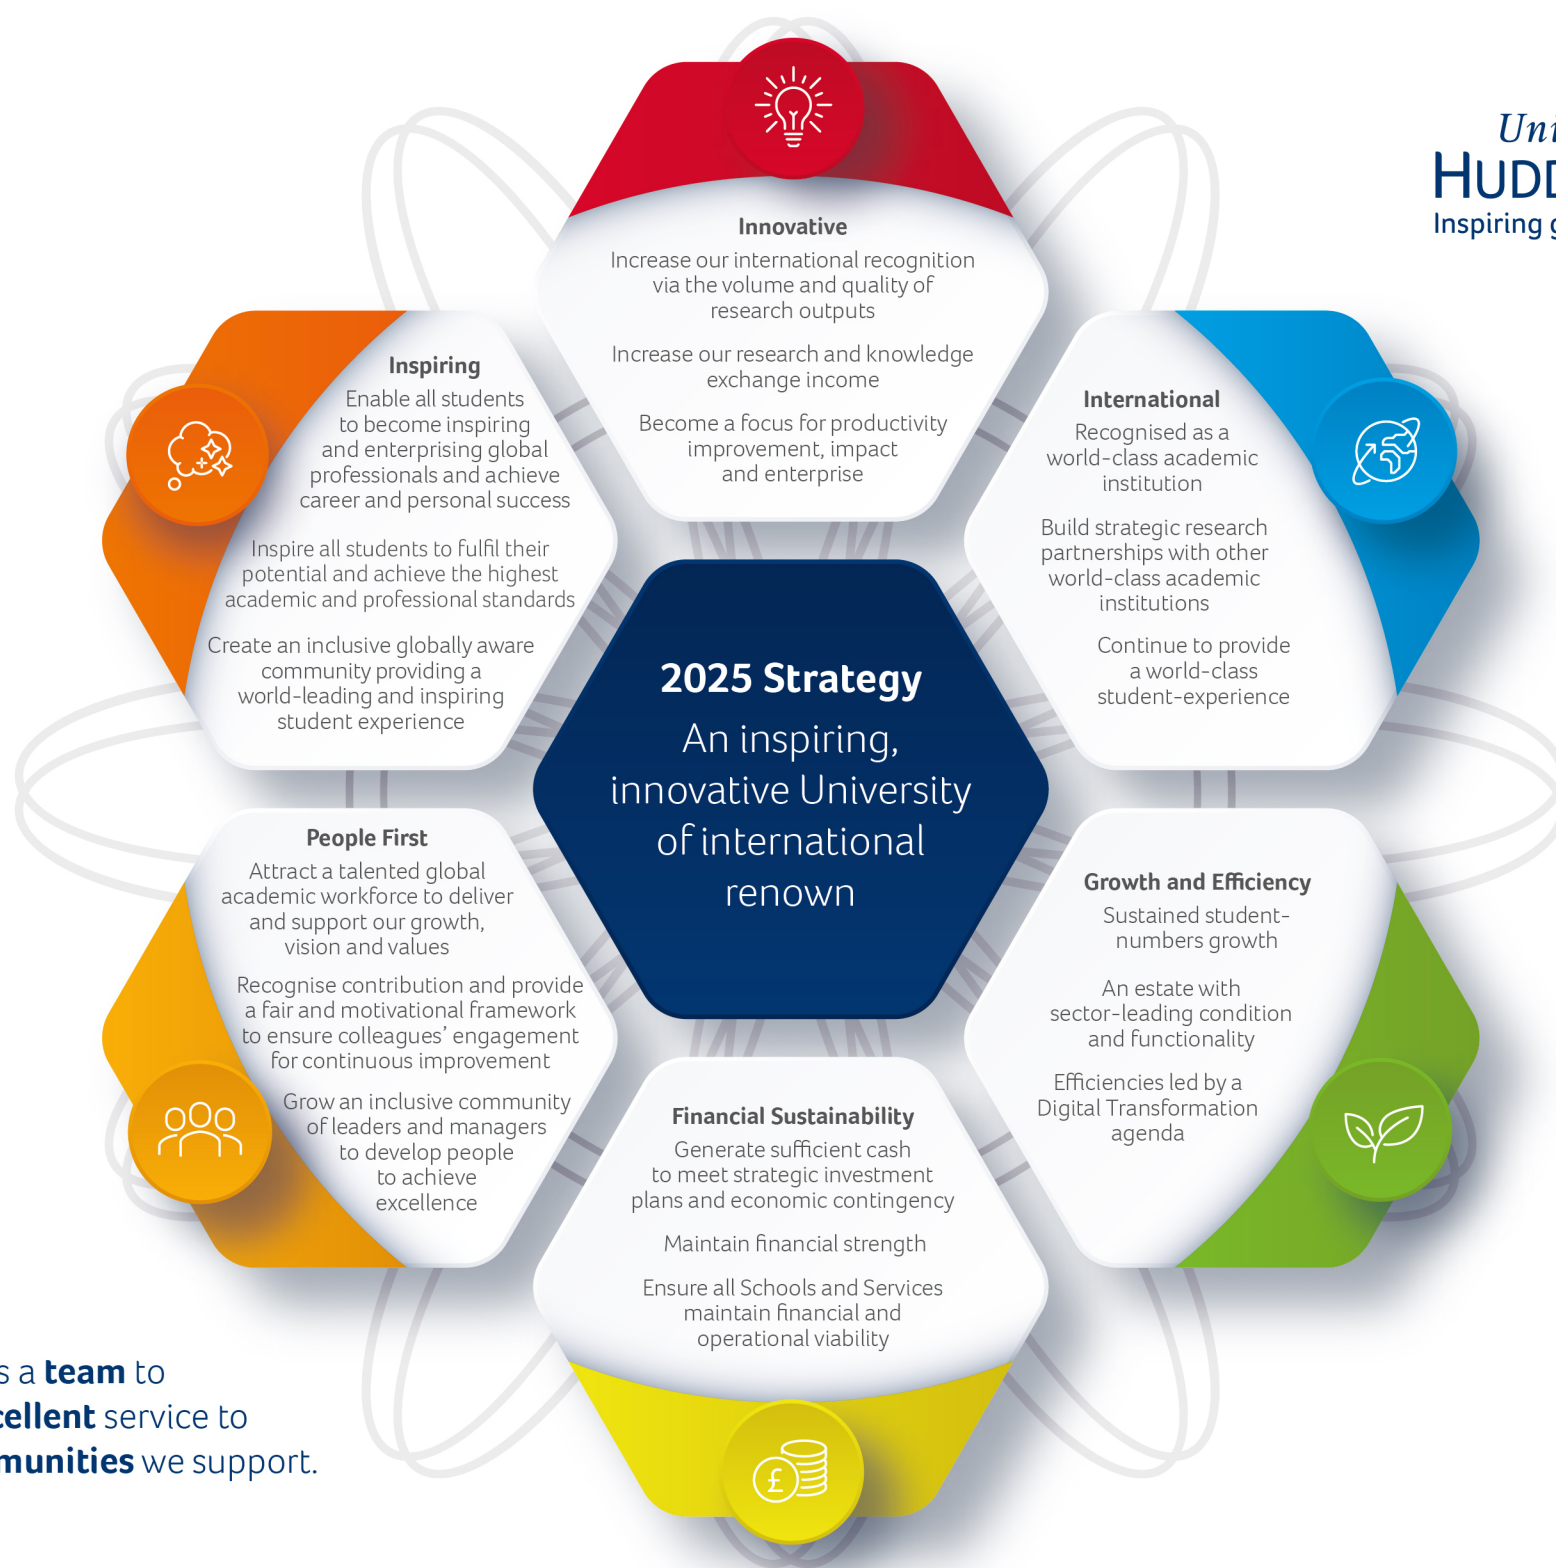 Innovative
Increase our international recognition
via the volume and quality of
research outputs
Increase our research and knowledge
exchange income
Become a focus for productivity
improvement, impact
and enterprise
Inspiring
Enable all students
to become inspiring
and enterprising global
professionals and achieve
career and personal success
Inspire all students to fulfil their
potential and achieve the highest
academic and professional standards
Create an inclusive globally aware
community providing a
world-leading and inspiring
student experience
International
Recognised as a
world-class academic
institution
Build strategic research
partnerships with other
world-class academic
institutions
Continue to provide
a world-class
student-experience
2025 Strategy
An inspiring,
innovative University
of international
renown
People First
Attract a talented global
academic workforce to deliver
and support our growth,
vision and values
Recognise contribution and provide
a fair and motivational framework
to ensure colleagues’ engagement
for continuous improvement
Grow an inclusive community
of leaders and managers
to develop people
to achieve
excellence
Growth and Efficiency
Sustained student-
numbers growth
An estate with
sector-leading condition
and functionality
Efficiencies led by a
Digital Transformation
agenda
Financial Sustainability
Generate sufficient cash
to meet strategic investment
plans and economic contingency
Maintain financial strength
Ensure all Schools and Services
maintain financial and
operational viability
£
Uni
HUDD
Inspiring g
s a team to
cellent service to
munities we support.